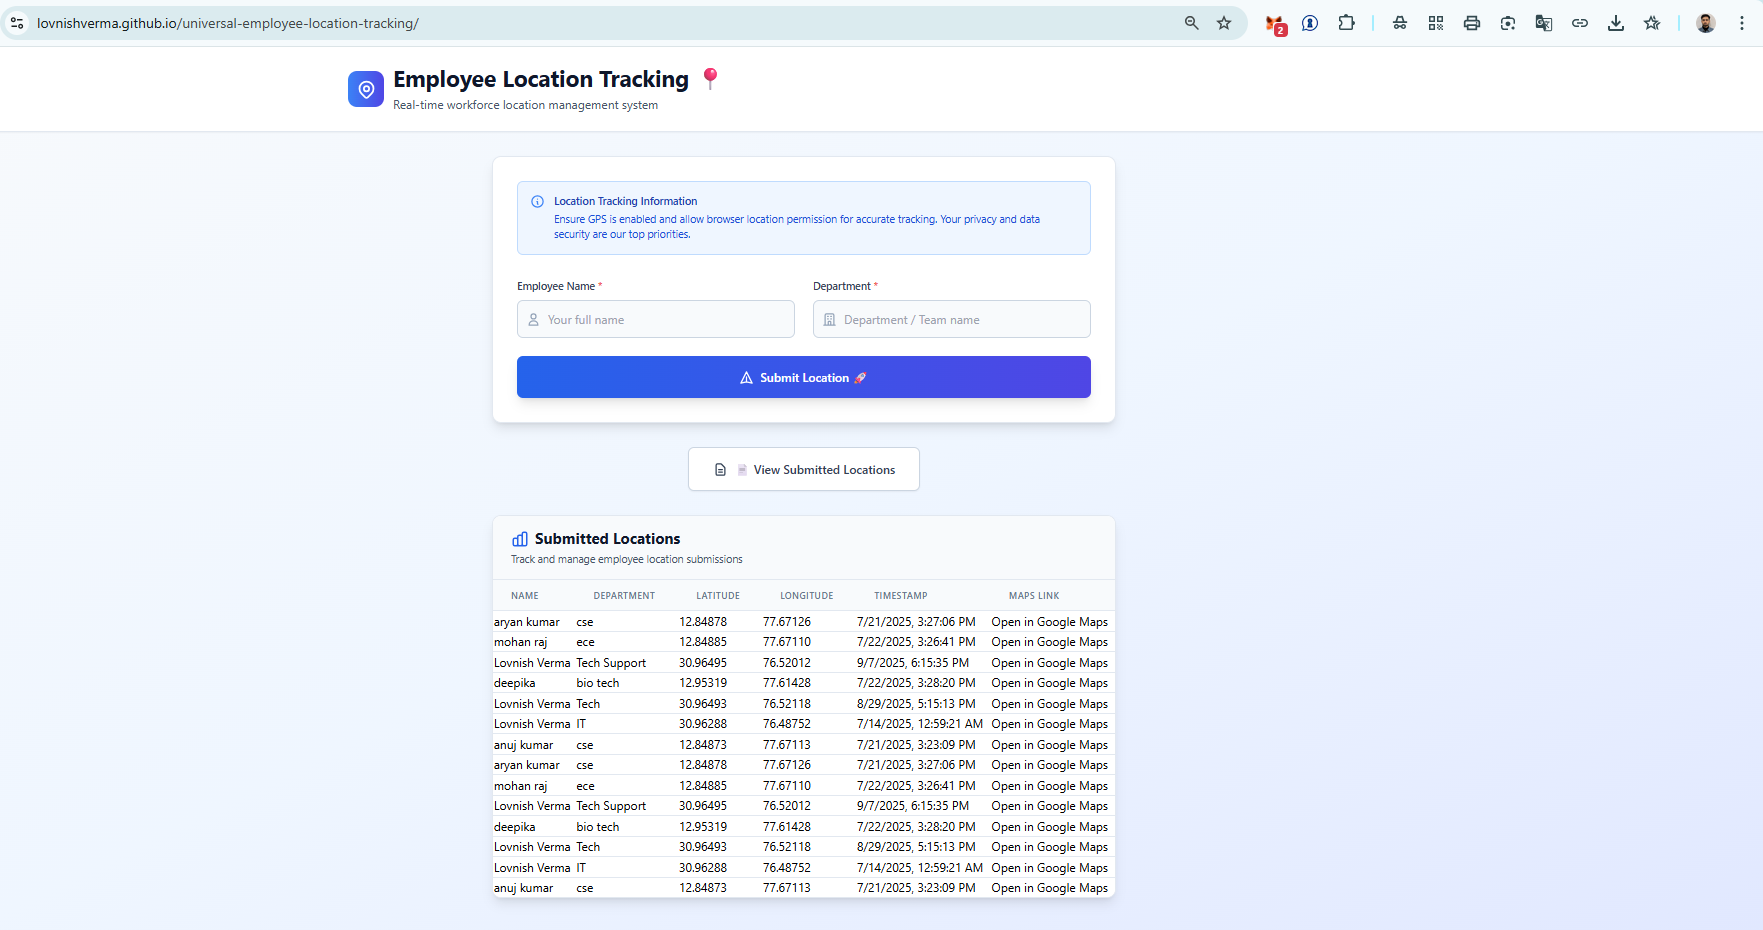 lovnishverma.github.io/universal-employee-location-tracking/
2
Employee Location Tracking
Real-time workforce location management system
Location Tracking Information
Ensure GPS is enabled and allow browser location permission for accurate tracking. Your privacy and data
security are our top priorities.
Employee Name * Department *
Your full name Department / Team name
Submit Location
View Submitted Locations
Submitted Locations
Track and manage employee location submissions
NAME DEPARTMENT LATITUDE LONGITUDE TIMESTAMP MAPS LINK
aryan kumar cse 12.84878 77.67126 7/21/2025, 3:27:06 PM Open in Google Maps
mohan raj ece 12.84885 77.67110 7/22/2025, 3:26:41 PM Open in Google Maps
Lovnish Verma Tech Support 30.96495 76.52012 9/7/2025, 6:15:35 PM Open in Google Maps
deepika bio tech 12.95319 77.61428 7/22/2025, 3:28:20 PM Open in Google Maps
Lovnish Verma Tech 30.96493 76.52118 8/29/2025, 5:15:13 PM Open in Google Maps
Lovnish Verma IT 30.96288 76.48752 7/14/2025, 12:59:21 AM Open in Google Maps
anuj kumar cse 12.84873 77.67113 7/21/2025, 3:23:09 PM Open in Google Maps
aryan kumar cse 12.84878 77.67126 7/21/2025, 3:27:06 PM Open in Google Maps
mohan raj ece 12.84885 77.67110 7/22/2025, 3:26:41 PM Open in Google Maps
Lovnish Verma Tech Support 30.96495 76.52012 9/7/2025, 6:15:35 PM Open in Google Maps
deepika bio tech 12.95319 77.61428 7/22/2025, 3:28:20 PM Open in Google Maps
Lovnish Verma Tech 30.96493 76.52118 8/29/2025, 5:15:13 PM Open in Google Maps
Lovnish Verma IT 30.96288 76.48752 7/14/2025, 12:59:21 AM Open in Google Maps
anuj kumar cse 12.84873 77.67113 7/21/2025, 3:23:09 PM Open in Google Maps